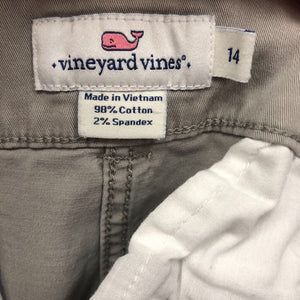 vineyard vines®
14
Made in Vietnam
98% Cotton
2% Spandex